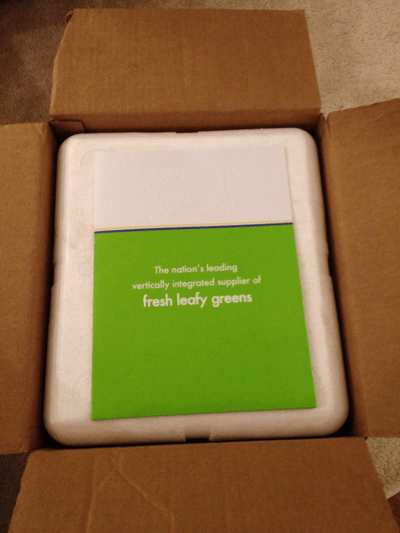 The nation's leading
vertically integrated supplier of
fresh leafy greens